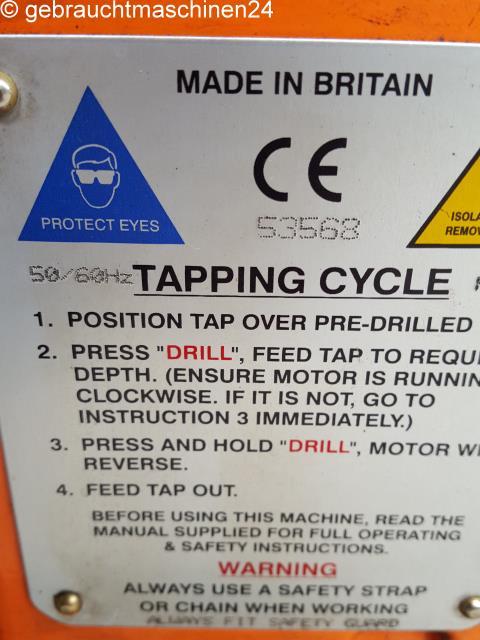 © gebrauchtmaschinen24
MADE IN BRITAIN
CE
PROTECT EYES
53568
50/60Hz TAPPING CYCLE
1. POSITION TAP OVER PRE-DRILLED
2. PRESS "DRILL", FEED TAP TO
DEPTH. (ENSURE MOTOR IS
CLOCKWISE. IF IT IS NOT, GO TO
INSTRUCTION 3 IMMEDIATELY.)
3. PRESS AND HOLD "DRILL", MOTOR
REVERSE.
4. FEED TAP OUT.
BEFORE USING THIS MACHINE, READ THE
MANUAL SUPPLIED FOR FULL OPERATING
& SAFETY INSTRUCTIONS.
WARNING
ALWAYS USE A SAFETY STRAP
OR CHAIN WHEN WORKING
ALWAYS FIT SAFETY GUARD